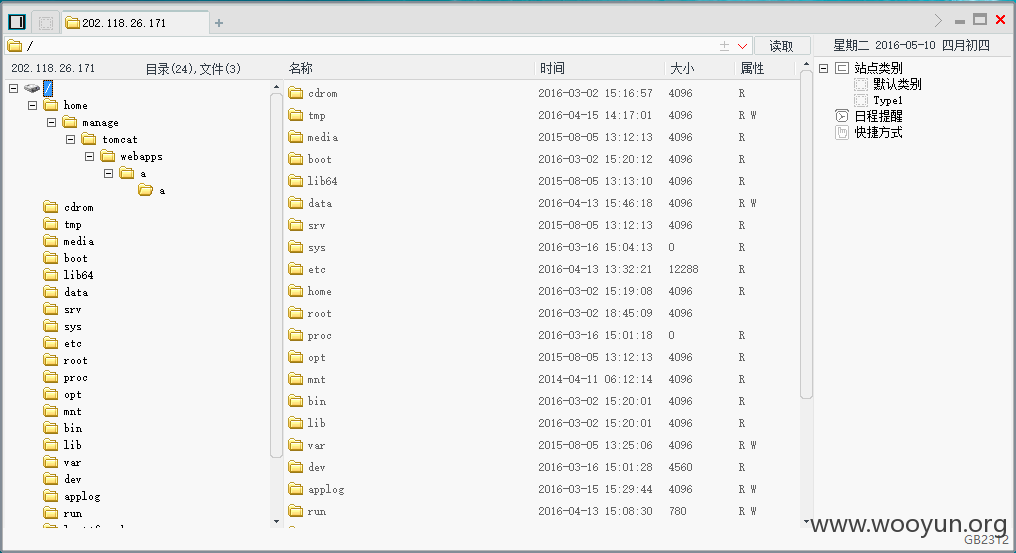 202.118.26.171 +
/
读取
星期二 2016-05-10 四月初四
202.118.26.171 目录(24),文件(3)
名称 时间 大小 属性
/
home
manage
tomcat
webapps
a
a
cdrom
tmp
media
boot
lib64
data
srv
sys
etc
root
proc
opt
mnt
bin
lib
var
dev
applog
run
cdrom 2016-03-02 15:16:57 4096 R
tmp 2016-04-15 14:17:01 4096 R W
media 2015-08-05 13:12:13 4096 R
boot 2016-03-02 15:20:12 4096 R
lib64 2015-08-05 13:13:10 4096 R
data 2016-04-13 15:46:18 4096 R W
srv 2015-08-05 13:12:13 4096 R
sys 2016-03-16 15:04:13 0 R
etc 2016-04-13 13:32:21 12288 R
home 2016-03-02 15:19:08 4096 R
root 2016-03-02 18:45:09 4096
proc 2016-03-16 15:01:18 0 R
opt 2015-08-05 13:12:13 4096 R
mnt 2014-04-11 06:12:14 4096 R
bin 2016-03-02 15:20:01 4096 R
lib 2016-03-02 15:20:01 4096 R
var 2015-08-05 13:25:06 4096 R W
dev 2016-03-16 15:01:28 4560 R
applog 2016-03-15 15:29:44 4096 R W
run 2016-04-13 15:08:30 780 R W
站点类别
默认类别
Type1
日程提醒
快捷方式
www.wooyun.org
GB2312